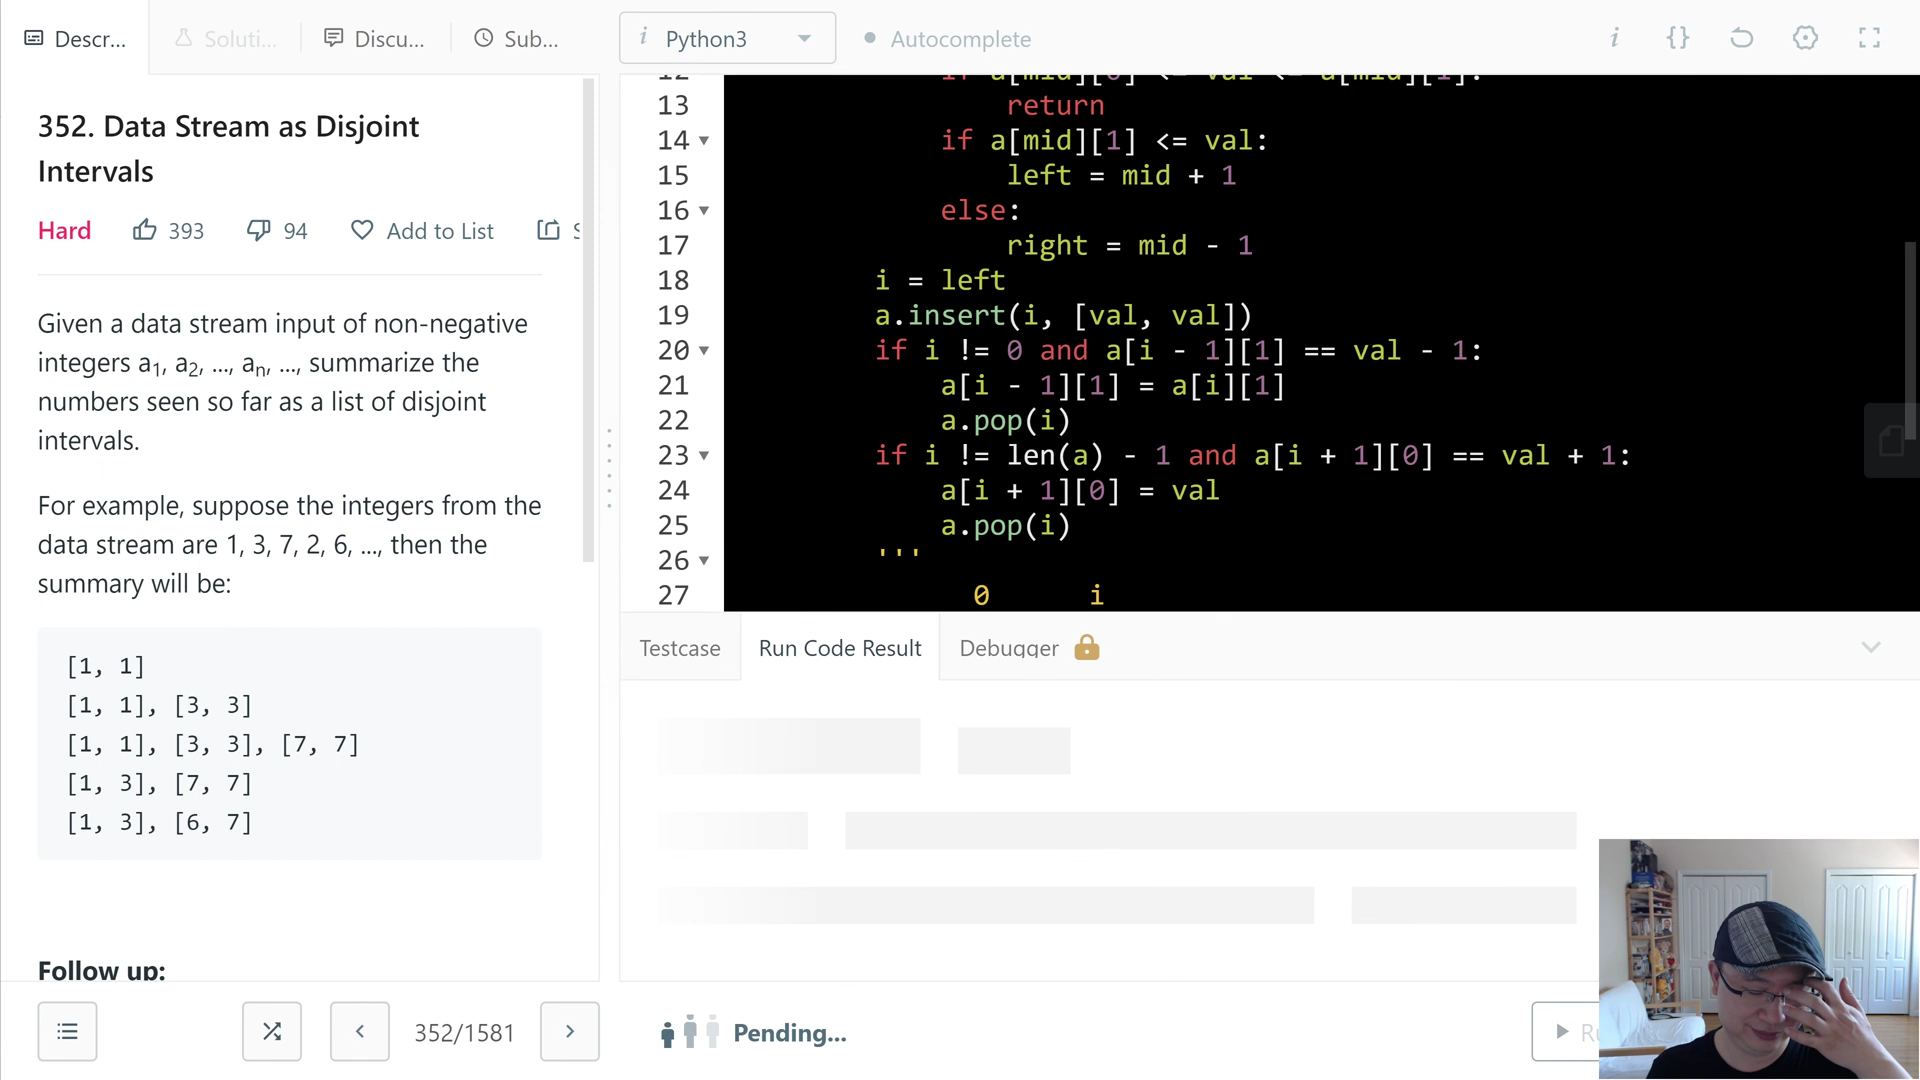 Descr...
Soluti...
Discu...
Sub...
i Python3
Autocomplete
i {}
352. Data Stream as Disjoint
Intervals
Hard 393 94 Add to List
Given a data stream input of non-negative
integers a1, a2, ..., an, ..., summarize the
numbers seen so far as a list of disjoint
intervals.
For example, suppose the integers from the
data stream are 1, 3, 7, 2, 6, ..., then the
summary will be:
[1, 1]
[1, 1], [3, 3]
[1, 1], [3, 3], [7, 7]
[1, 3], [7, 7]
[1, 3], [6, 7]
Follow up:
352/1581
12 if a[mid][0] <= val <= a[mid][1]:
13 return
14 if a[mid][1] <= val:
15 left = mid + 1
16 else:
17 right = mid - 1
18 i = left
19 a.insert(i, [val, val])
20 if i != 0 and a[i - 1][1] == val - 1:
21 a[i - 1][1] = a[i][1]
22 a.pop(i)
23 if i != len(a) - 1 and a[i + 1][0] == val + 1:
24 a[i + 1][0] = val
25 a.pop(i)
26 '''
27 0 i
Testcase
Run Code Result
Debugger
Pending...